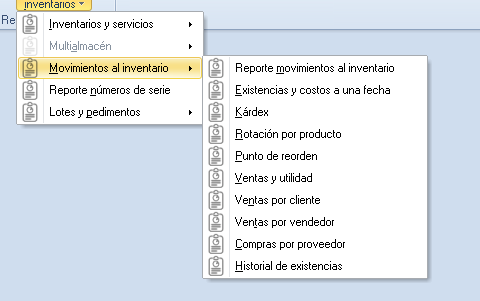 Inventarios
Re
Inventarios y servicios
Multialmacén
Movimientos al inventario
Reporte números de serie
Lotes y pedimentos
Reporte movimientos al inventario
Existencias y costos a una fecha
Kárdex
Rotación por producto
Punto de reorden
Ventas y utilidad
Ventas por cliente
Ventas por vendedor
Compras por proveedor
Historial de existencias